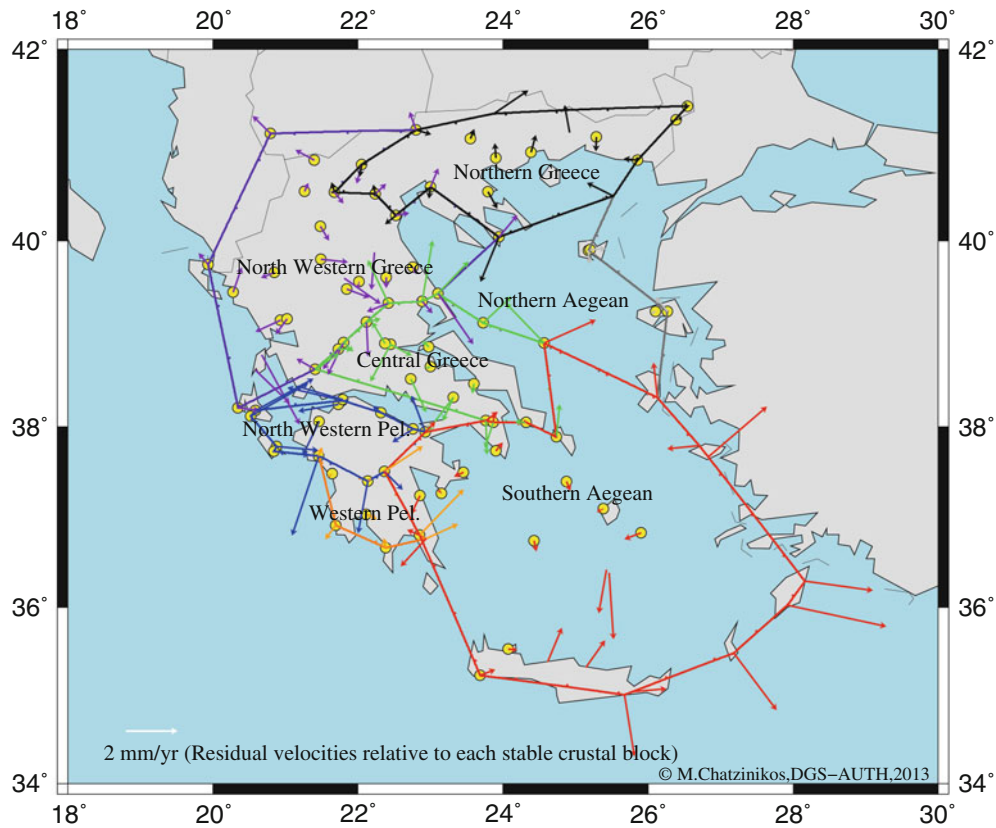 18° 20° 22° 24° 26° 28° 30°
42° 42°
Northern Greece
40° 40°
North Western Greece
Northern Aegean
Central Greece
38° 38°
North Western Pel.
Southern Aegean
Western Pel.
36° 36°
2 mm/yr (Residual velocities relative to each stable crustal block)
© M.Chatzinikos,DGS−AUTH,2013
34° 34°
18° 20° 22° 24° 26° 28° 30°